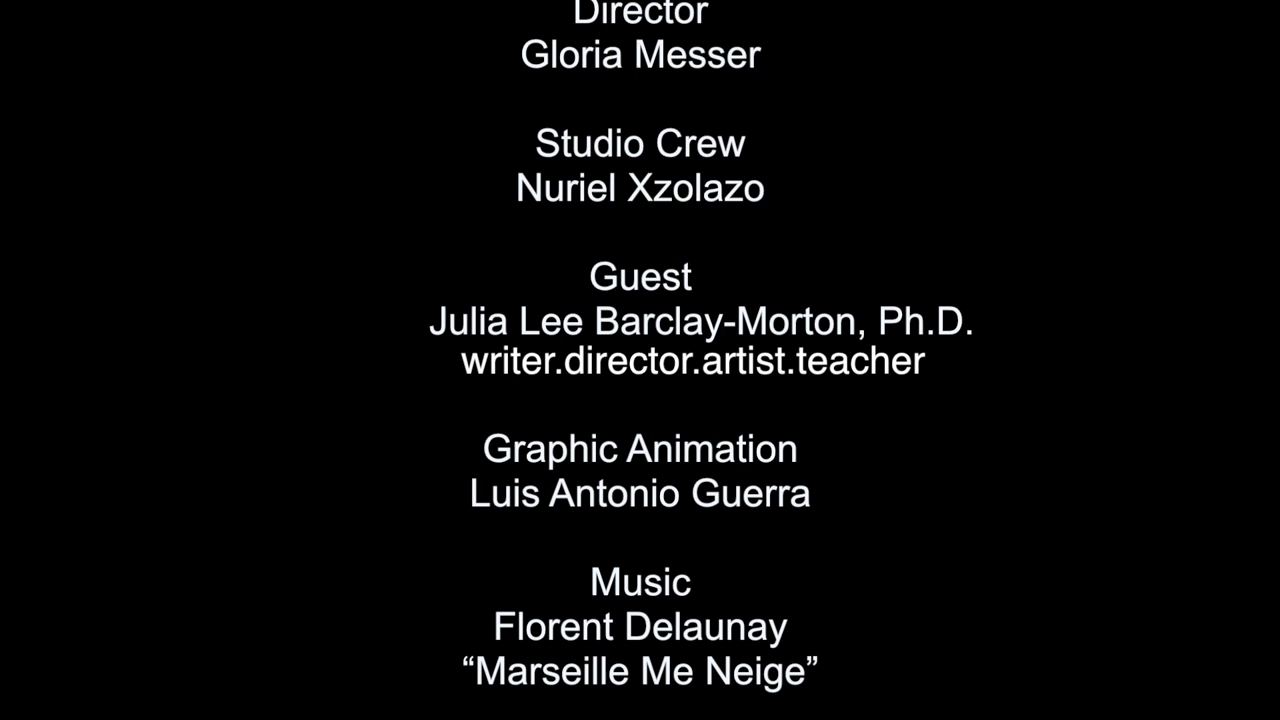 Director
Gloria Messer
Studio Crew
Nuriel Xzolazo
Guest
Julia Lee Barclay-Morton, Ph.D.
writer.director.artist.teacher
Graphic Animation
Luis Antonio Guerra
Music
Florent Delaunay
“Marseille Me Neige”